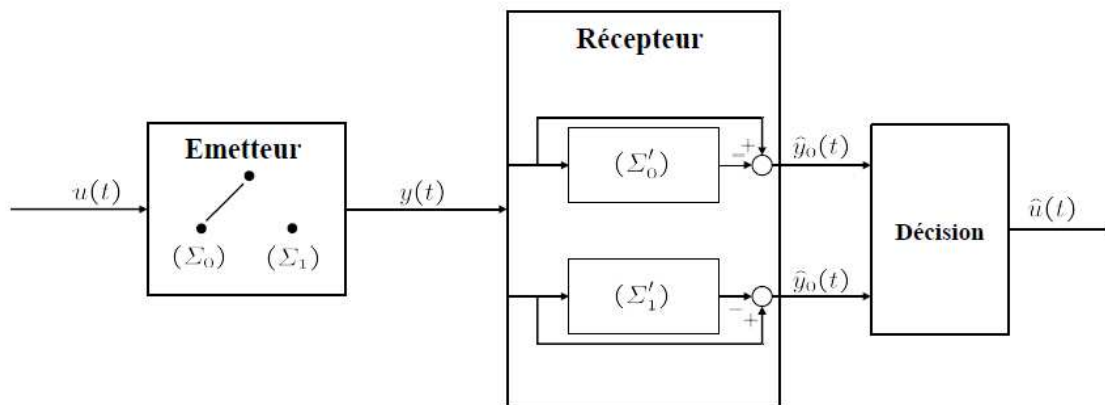 Récepteur
Emetteur
u(t)
(Σ₀)
(Σ₁)
y(t)
(Σ′₀)
+
−
ŷ₀(t)
(Σ′₁)
−
+
ŷ₀(t)
Décision
û(t)